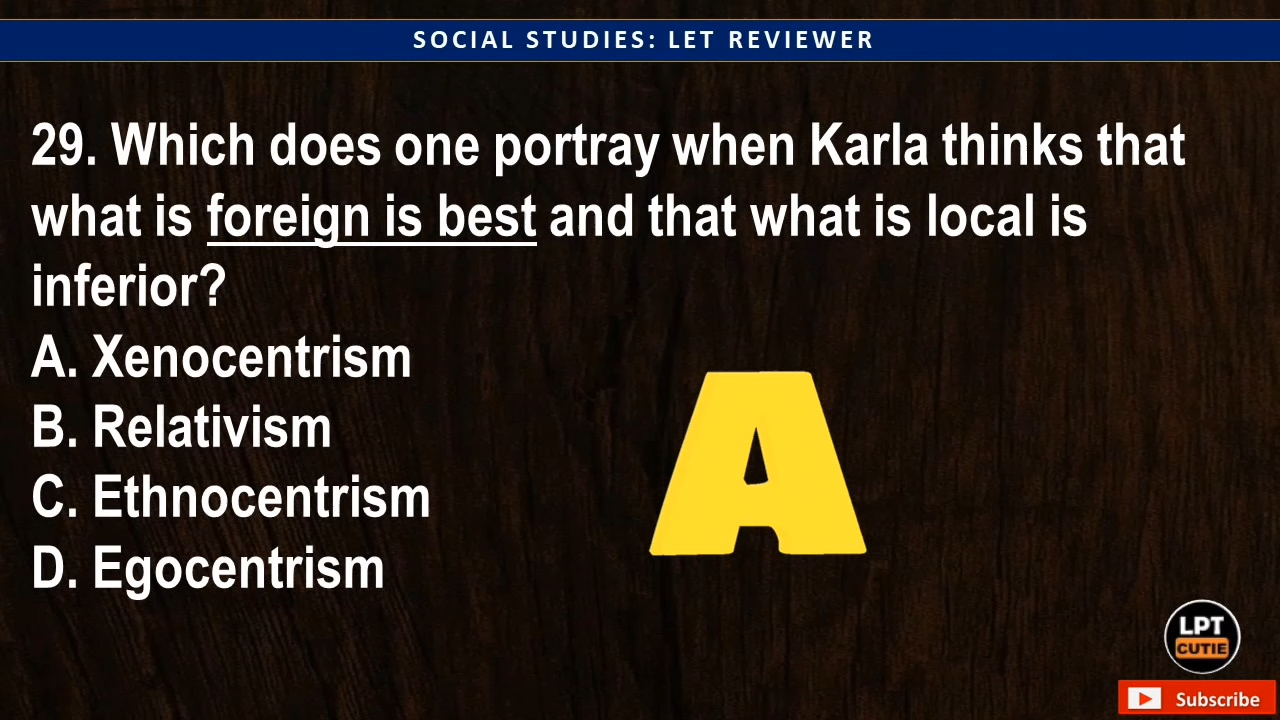 SOCIAL STUDIES: LET REVIEWER
29. Which does one portray when Karla thinks that
what is foreign is best and that what is local is
inferior?
A. Xenocentrism
B. Relativism
C. Ethnocentrism
D. Egocentrism
A
LPT
CUTIE
Subscribe